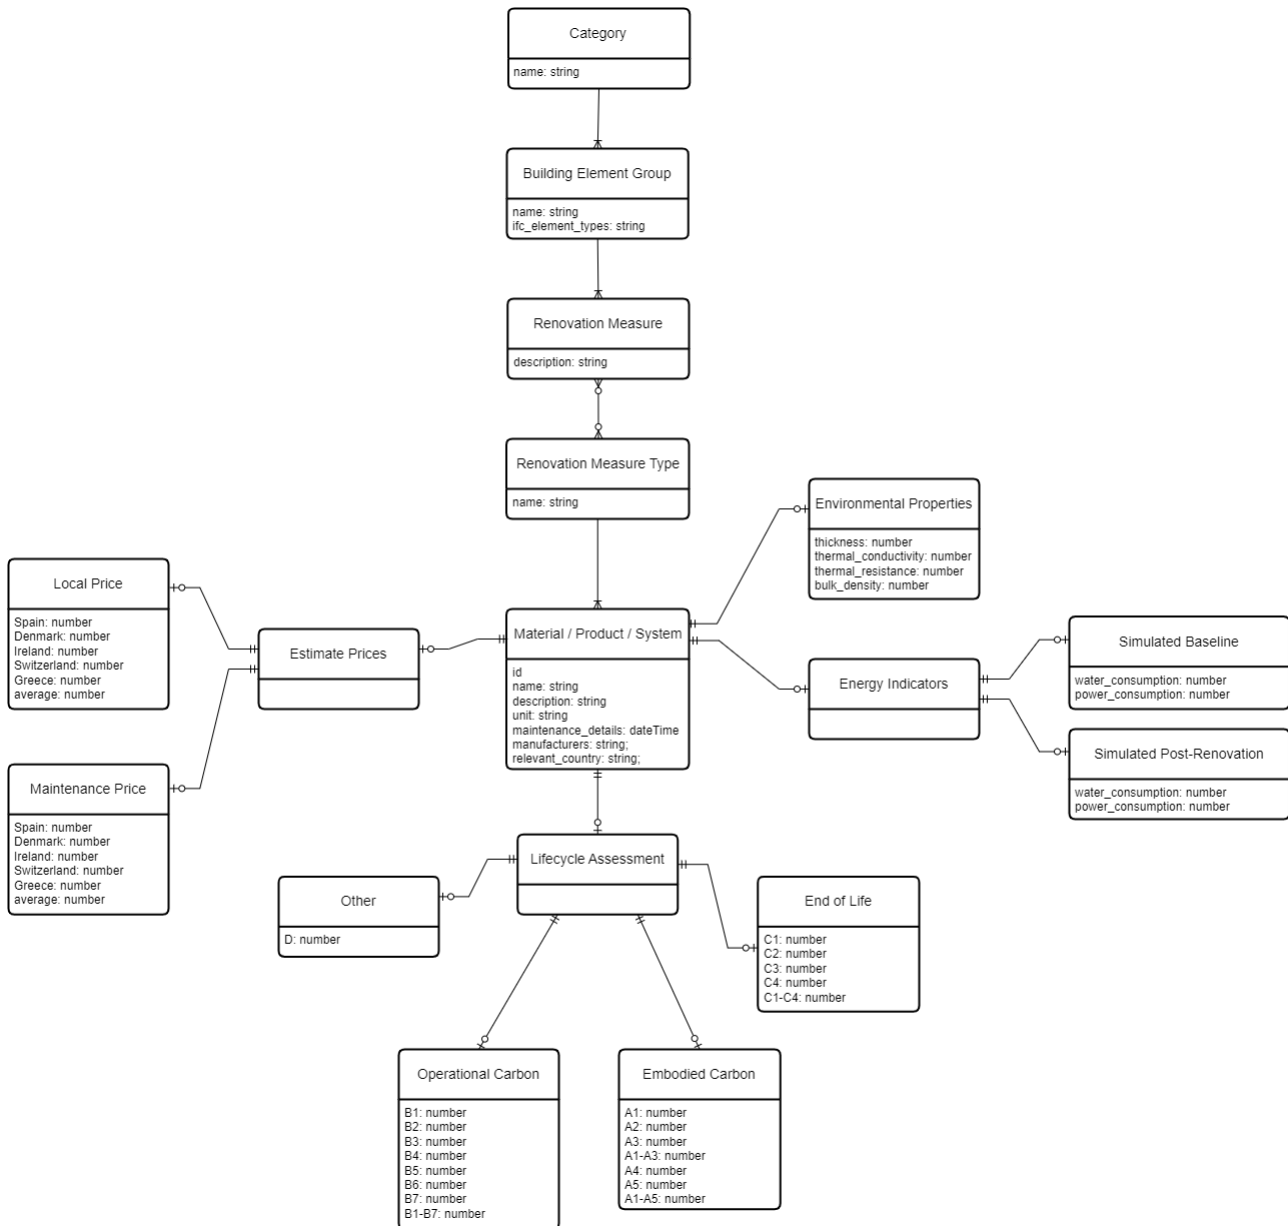 Category
name: string
Building Element Group
name: string
ifc_element_types: string
Renovation Measure
description: string
Renovation Measure Type
name: string
Environmental Properties
thickness: number
thermal_conductivity: number
thermal_resistance: number
bulk_density: number
Local Price
Spain: number
Denmark: number
Ireland: number
Switzerland: number
Greece: number
average: number
Estimate Prices
Material / Product / System
id
name: string
description: string
unit: string
maintenance_details: dateTime
manufacturers: string;
relevant_country: string;
Energy Indicators
Simulated Baseline
water_consumption: number
power_consumption: number
Simulated Post-Renovation
water_consumption: number
power_consumption: number
Maintenance Price
Spain: number
Denmark: number
Ireland: number
Switzerland: number
Greece: number
average: number
Lifecycle Assessment
Other
D: number
End of Life
C1: number
C2: number
C3: number
C4: number
C1-C4: number
Operational Carbon
B1: number
B2: number
B3: number
B4: number
B5: number
B6: number
B7: number
B1-B7: number
Embodied Carbon
A1: number
A2: number
A3: number
A1-A3: number
A4: number
A5: number
A1-A5: number